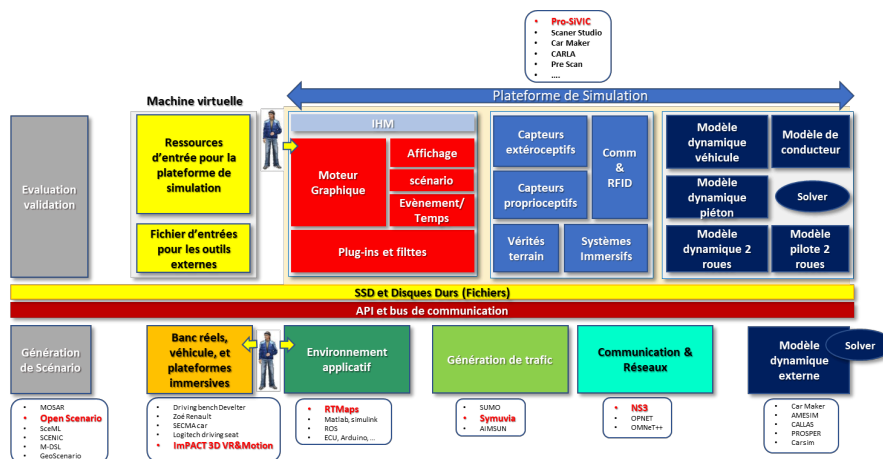 • Pro-SiVIC
• Scaner Studio
• Car Maker
• CARLA
• Pre Scan
• ....
Plateforme de Simulation
Machine virtuelle
Evaluation
validation
Ressources
d'entrée pour la
plateforme de
simulation
Fichier d'entrées
pour les outils
externes
IHM
Moteur
Graphique
Affichage
scénario
Evènement/
Temps
Plug-ins et filttes
Capteurs
extéroceptifs
Capteurs
proprioceptifs
Comm
&
RFID
Vérités
terrain
Systèmes
Immersifs
Modèle
dynamique
véhicule
Modèle de
conducteur
Modèle
dynamique
piéton
Solver
Modèle
dynamique 2
roues
Modèle
pilote 2
roues
SSD et Disques Durs (Fichiers)
API et bus de communication
Génération
de Scénario
Banc réels,
véhicule, et
plateformes
immersives
Environnement
applicatif
Génération de trafic
Communication &
Réseaux
Modèle
dynamique
externe
Solver
• MOSAR
• Open Scenario
• SceML
• SCENIC
• M-DSL
• GeoScenario
• Driving bench Develter
• Zoé Renault
• SECMA car
• Logitech driving seat
• ImPACT 3D VR&Motion
• RTMaps
• Matlab, simulink
• ROS
• ECU, Arduino, ...
• SUMO
• Symuvia
• AIMSUN
• NS3
• OPNET
• OMNeT++
• Car Maker
• AMESIM
• CALLAS
• PROSPER
• Carsim